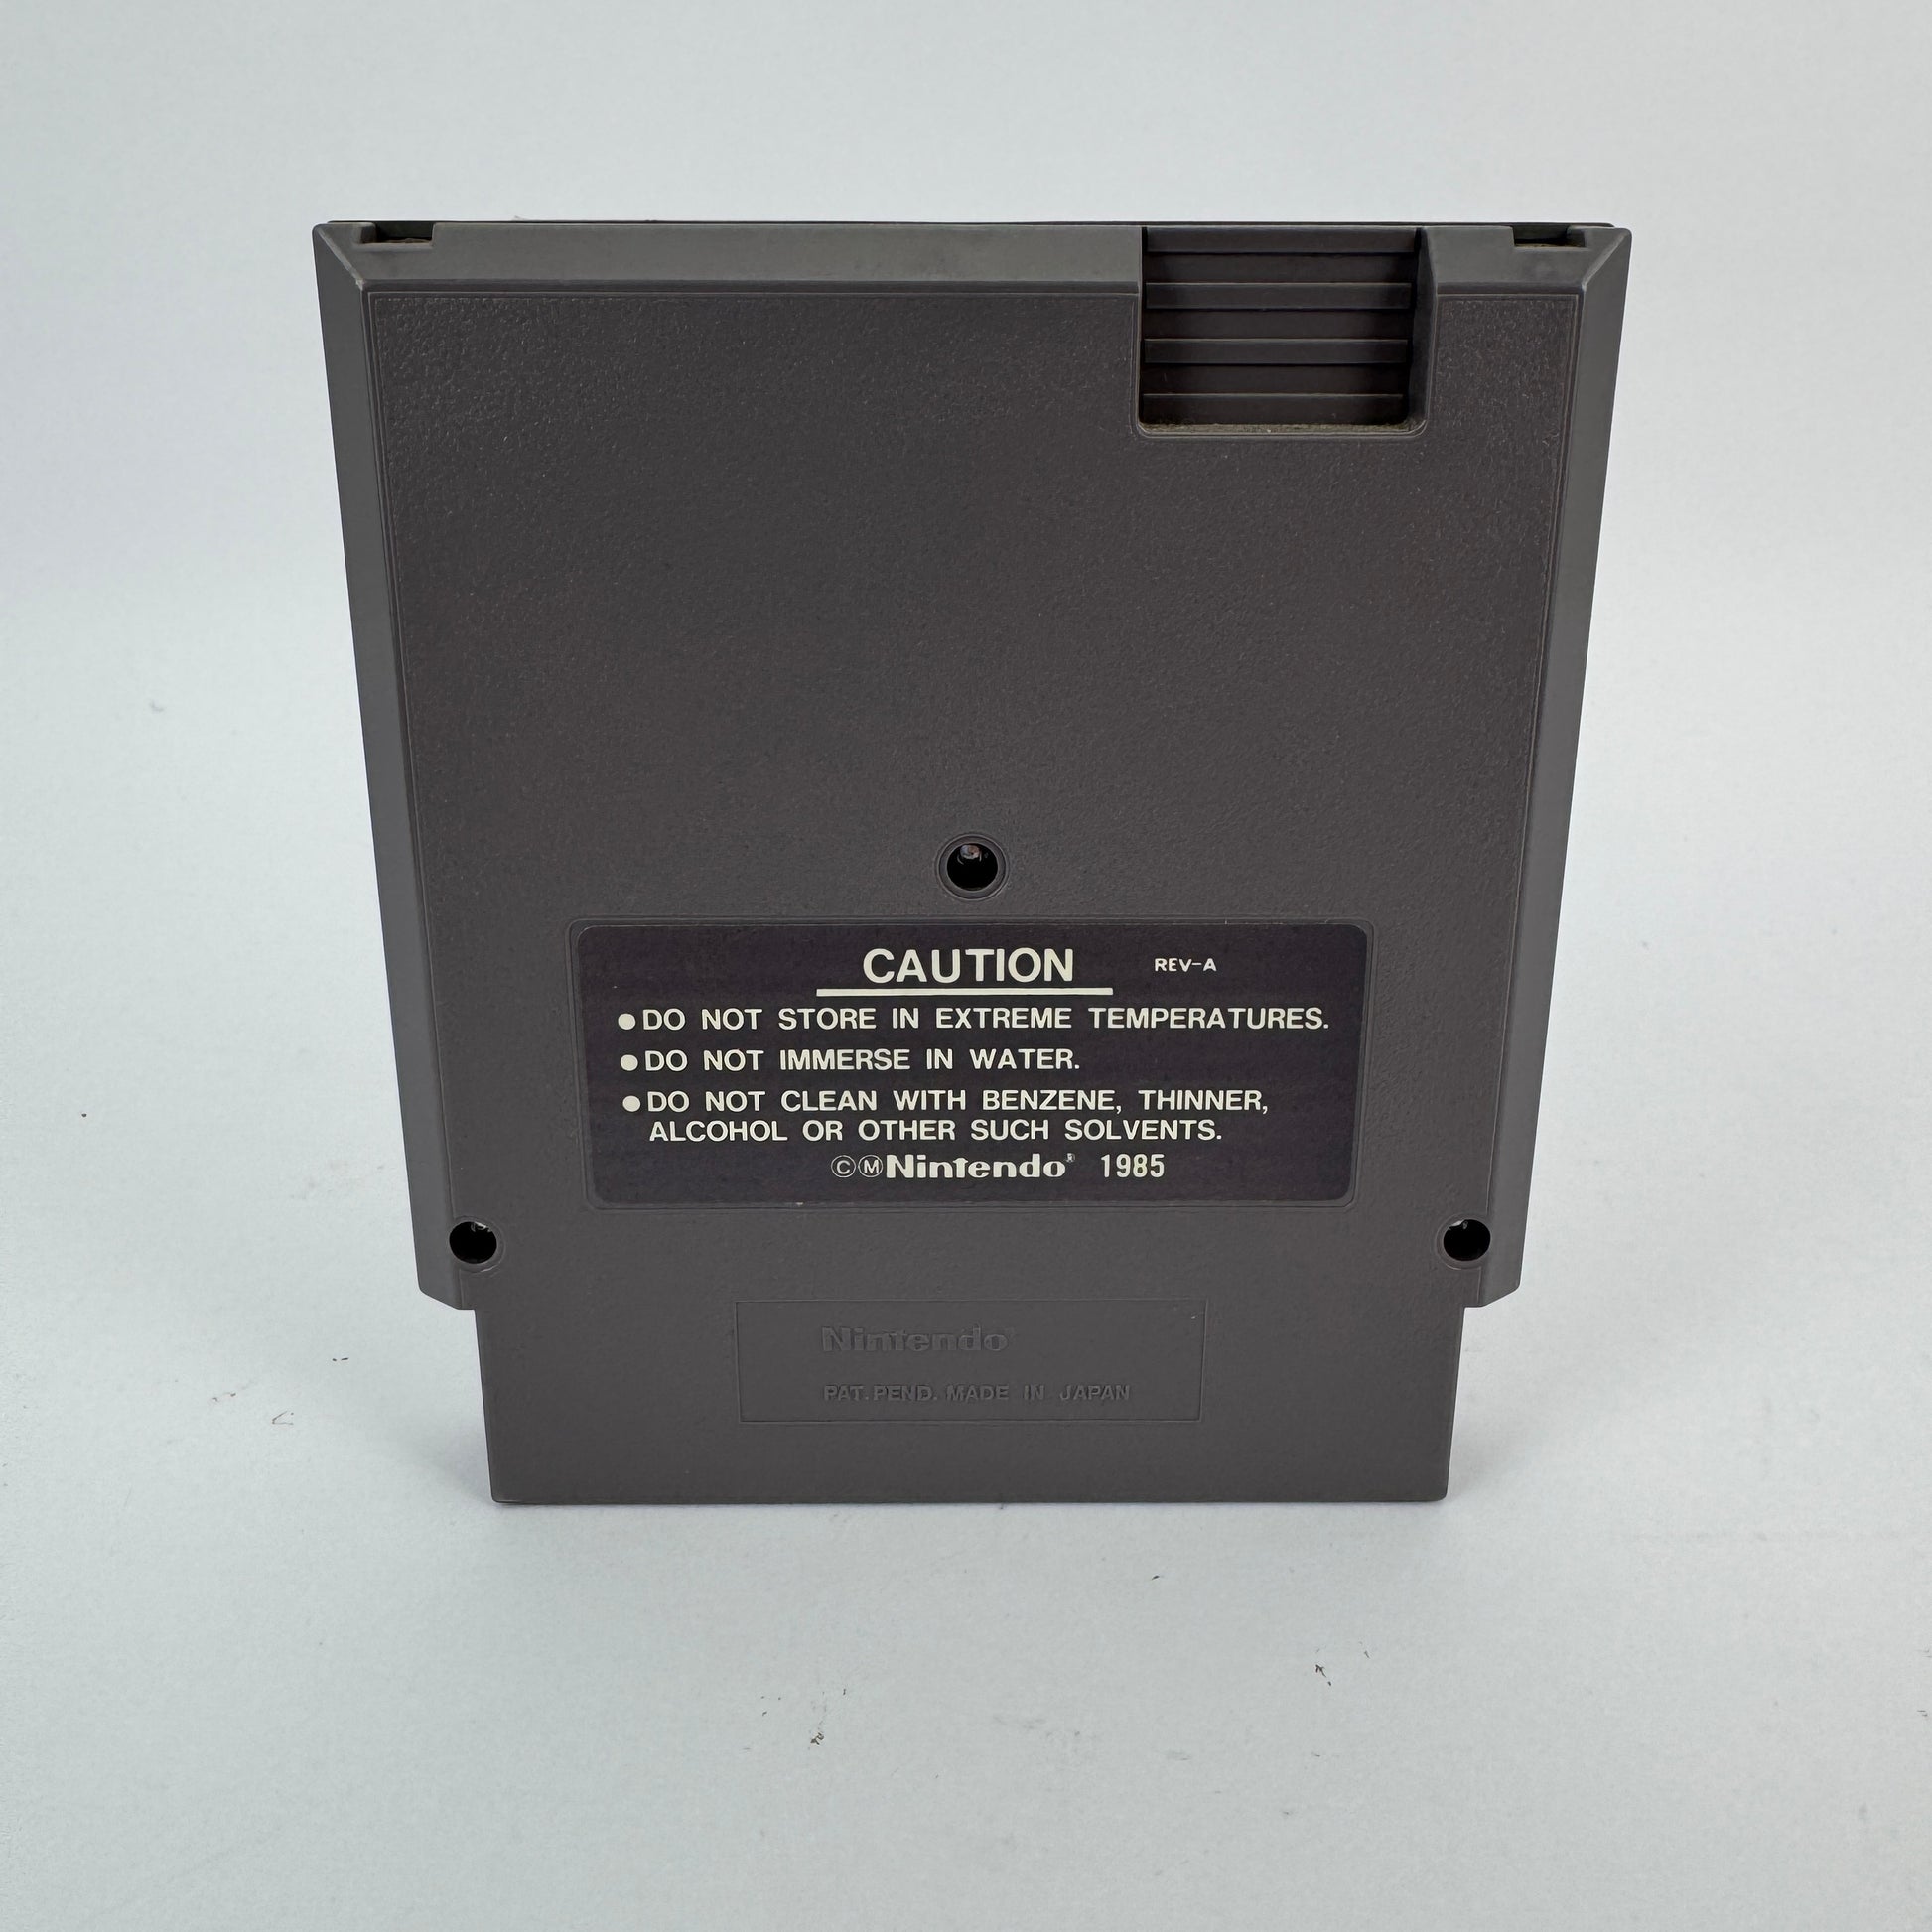 CAUTION REV-A
●DO NOT STORE IN EXTREME TEMPERATURES.
●DO NOT IMMERSE IN WATER.
●DO NOT CLEAN WITH BENZENE, THINNER,
ALCOHOL OR OTHER SUCH SOLVENTS.
©ⓂNintendo® 1985
Nintendo®
PAT. PEND. MADE IN JAPAN